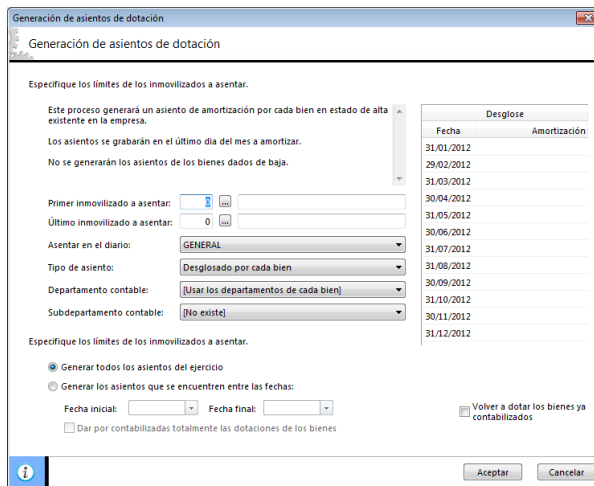 Generación de asientos de dotación
Generación de asientos de dotación
Especifique los límites de los inmovilizados a asentar.
Este proceso generará un asiento de amortización por cada bien en estado de alta
existente en la empresa.
Los asientos se grabarán en el último dia del mes a amortizar.
No se generarán los asientos de los bienes dados de baja.
Primer inmovilizado a asentar: 0 ...
Último inmovilizado a asentar: 0 ...
Asentar en el diario: GENERAL
Tipo de asiento: Desglosado por cada bien
Departamento contable: [Usar los departamentos de cada bien]
Subdepartamento contable: [No existe]
Desglose
Fecha Amortización
31/01/2012
29/02/2012
31/03/2012
30/04/2012
31/05/2012
30/06/2012
31/07/2012
31/08/2012
30/09/2012
31/10/2012
30/11/2012
31/12/2012
Especifique los límites de los inmovilizados a asentar.
Generar todos los asientos del ejercicio
Generar los asientos que se encuentren entre las fechas:
Fecha inicial: Fecha final:
Dar por contabilizadas totalmente las dotaciones de los bienes
Volver a dotar los bienes ya
contabilizados
i
Aceptar Cancelar